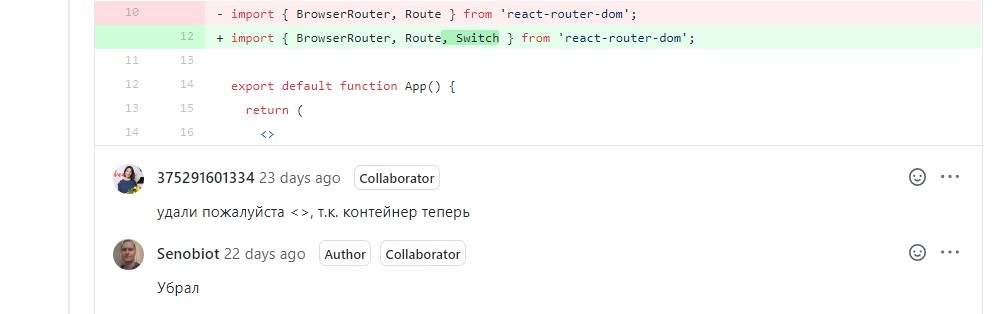 10 - import { BrowserRouter, Route } from 'react-router-dom';
12 + import { BrowserRouter, Route, Switch } from 'react-router-dom';
11 13
12 14 export default function App() {
13 15 return (
14 16 <>
375291601334 23 days ago Collaborator
удали пожалуйста <>, т.к. контейнер теперь
Senobiot 22 days ago Author Collaborator
Убрал